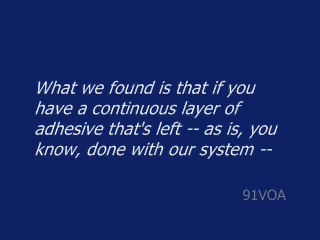 What we found is that if you
have a continuous layer of
adhesive that's left -- as is, you
know, done with our system --
91VOA